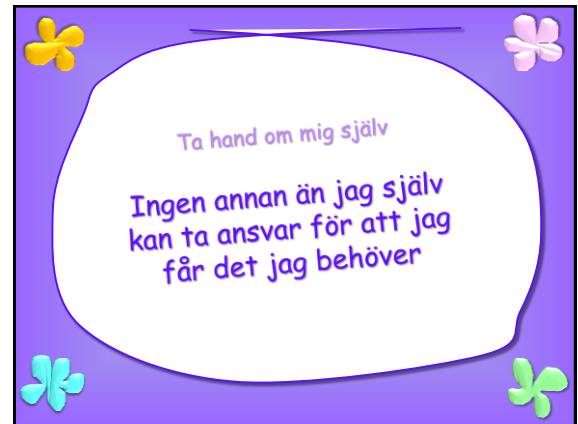 Ta hand om mig själv
Ingen annan än jag själv
kan ta ansvar för att jag
får det jag behöver